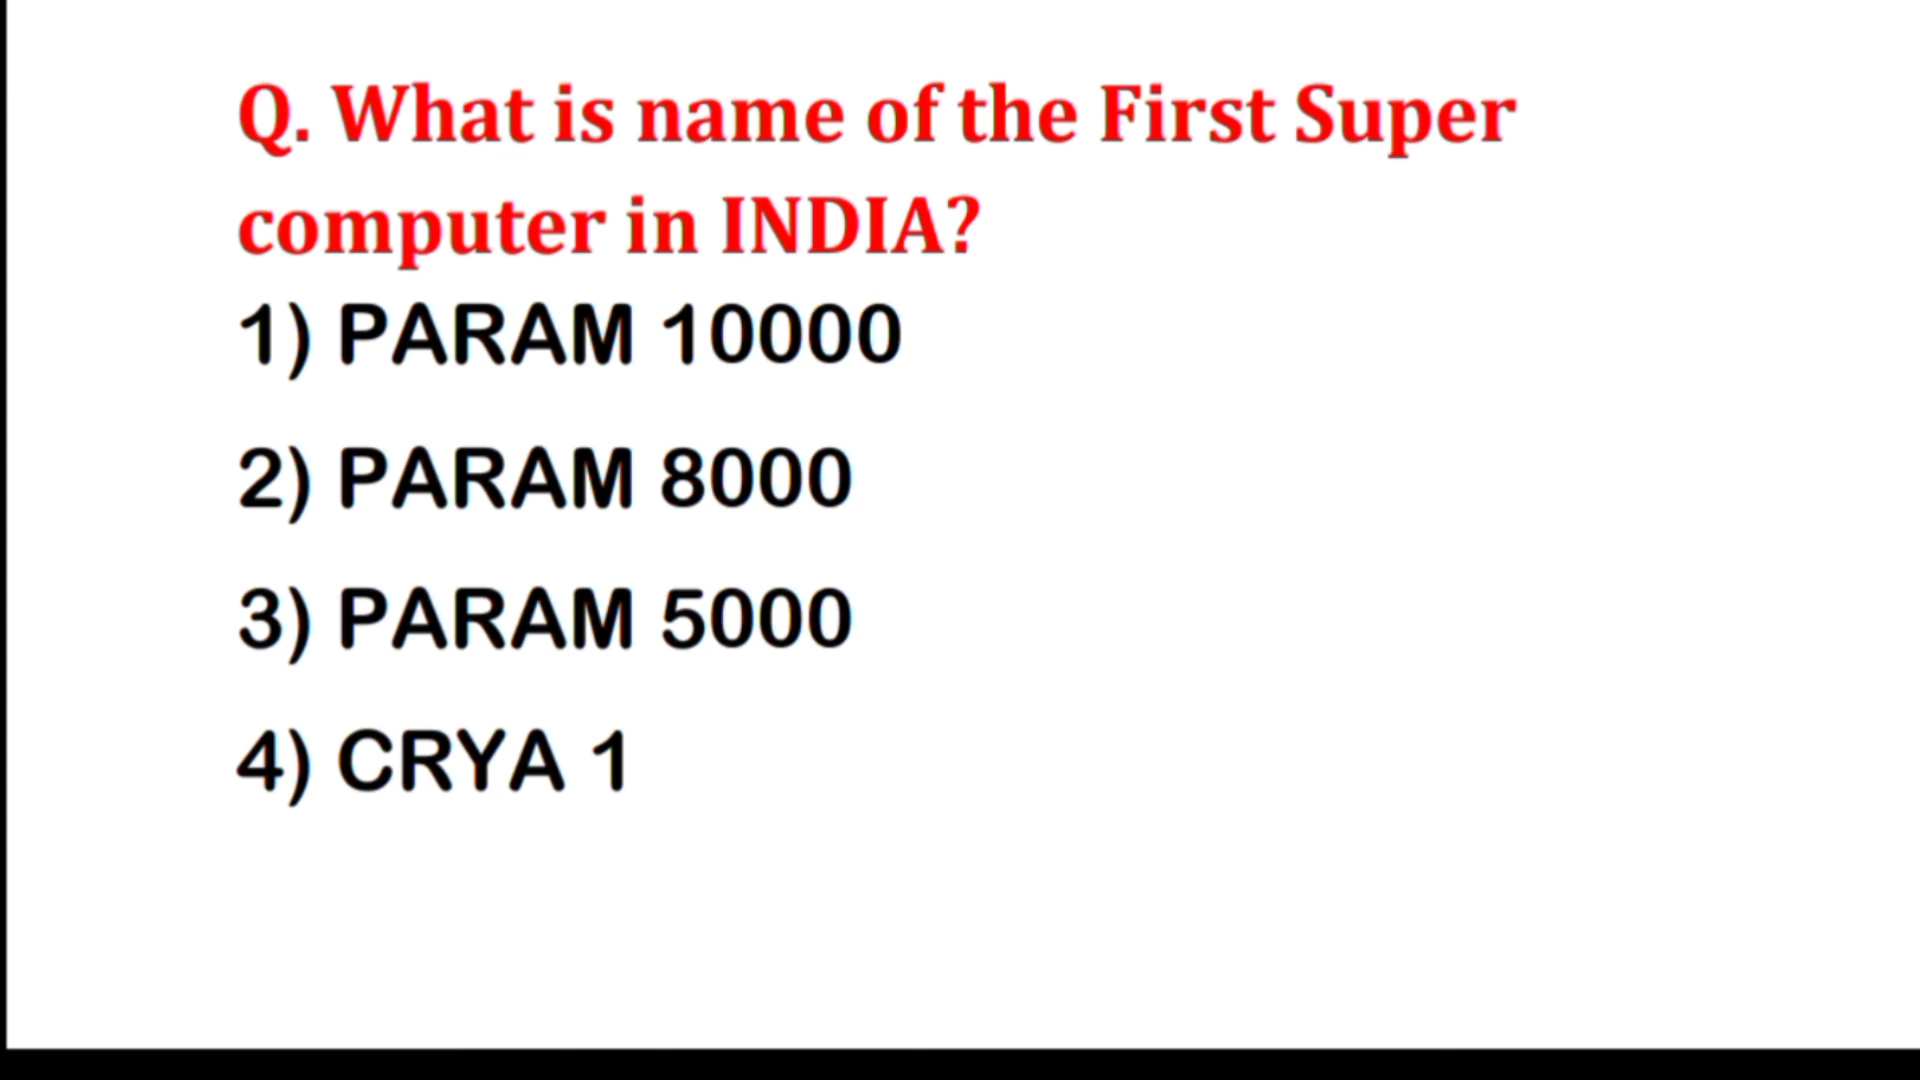 Q. What is name of the First Super
computer in INDIA?
1) PARAM 10000
2) PARAM 8000
3) PARAM 5000
4) CRYA 1